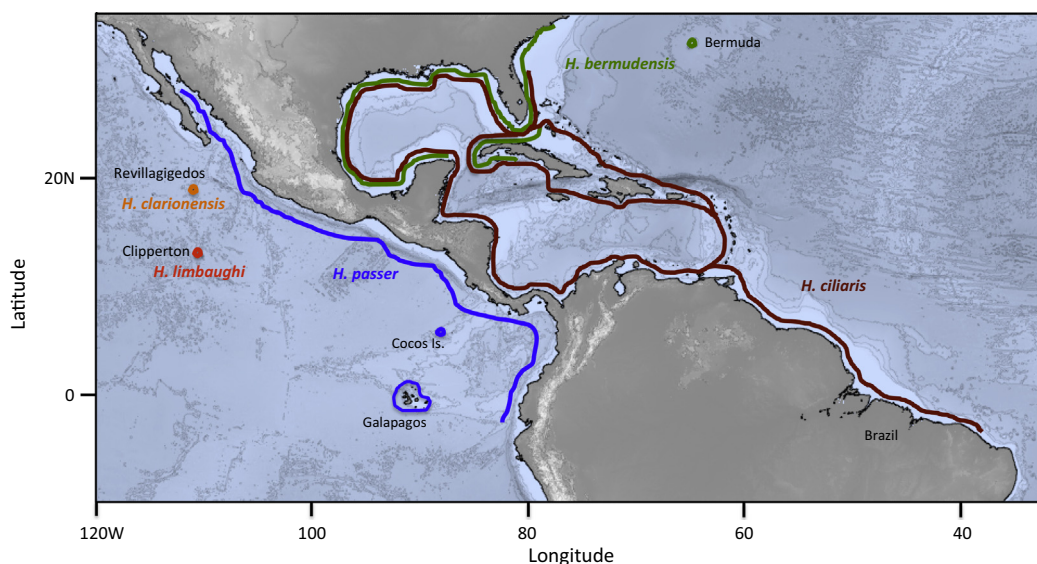 Bermuda
H. bermudensis
20N
Revillagigedos
H. clarionensis
Clipperton
H. limbaughi
H. passer
H. ciliaris
Latitude
Cocos Is.
0
Galapagos
Brazil
120W
100
80
60
40
Longitude